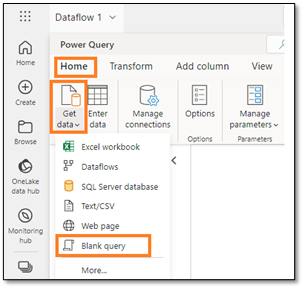 Dataflow 1
Power Query
Home
Transform
Add column
View
Home
Create
Browse
OneLake
data hub
Monitoring
hub
Get
data
Enter
data
Manage
connections
Options
Manage
parameters
Options
Parameters
Excel workbook
Dataflows
SQL Server database
Text/CSV
Web page
Blank query
More...